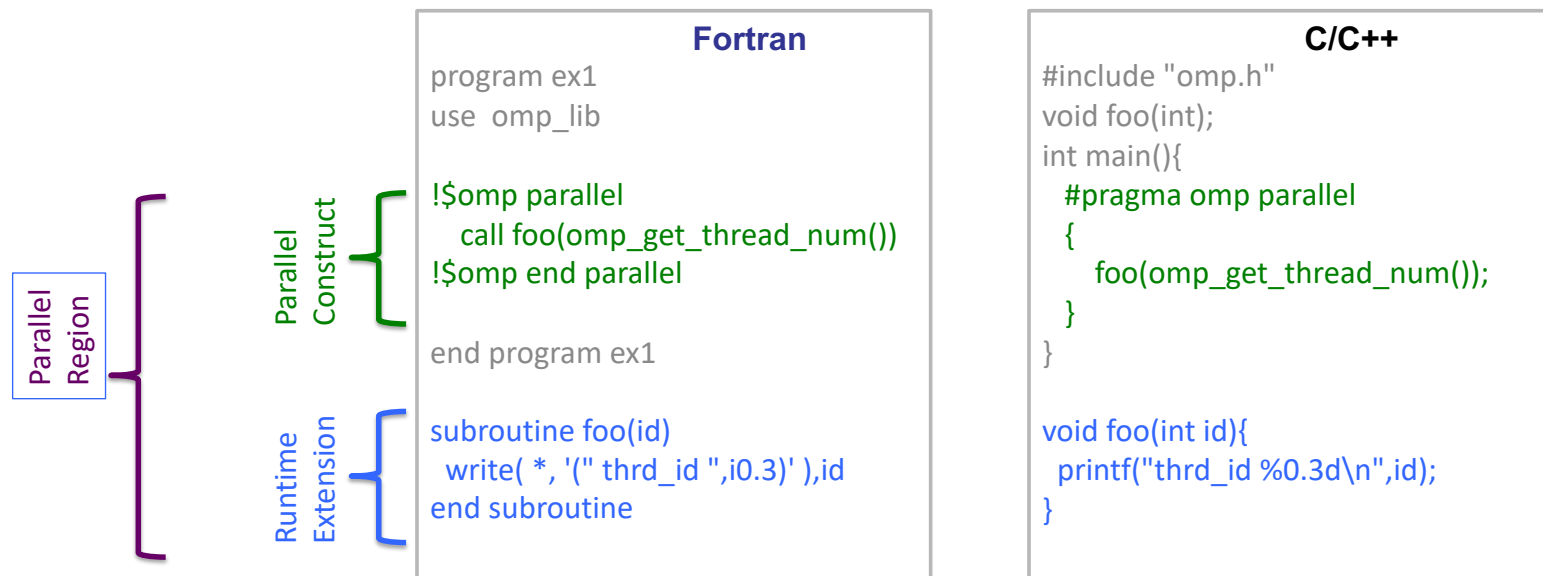 Parallel
Region
Parallel
Construct
Runtime
Extension
Fortran
program ex1
use omp_lib
!$omp parallel
call foo(omp_get_thread_num())
!$omp end parallel
end program ex1
subroutine foo(id)
write( *, '(" thrd_id ",i0.3)' ),id
end subroutine
C/C++
#include "omp.h"
void foo(int);
int main(){
#pragma omp parallel
{
foo(omp_get_thread_num());
}
}
void foo(int id){
printf("thrd_id %0.3d\n",id);
}